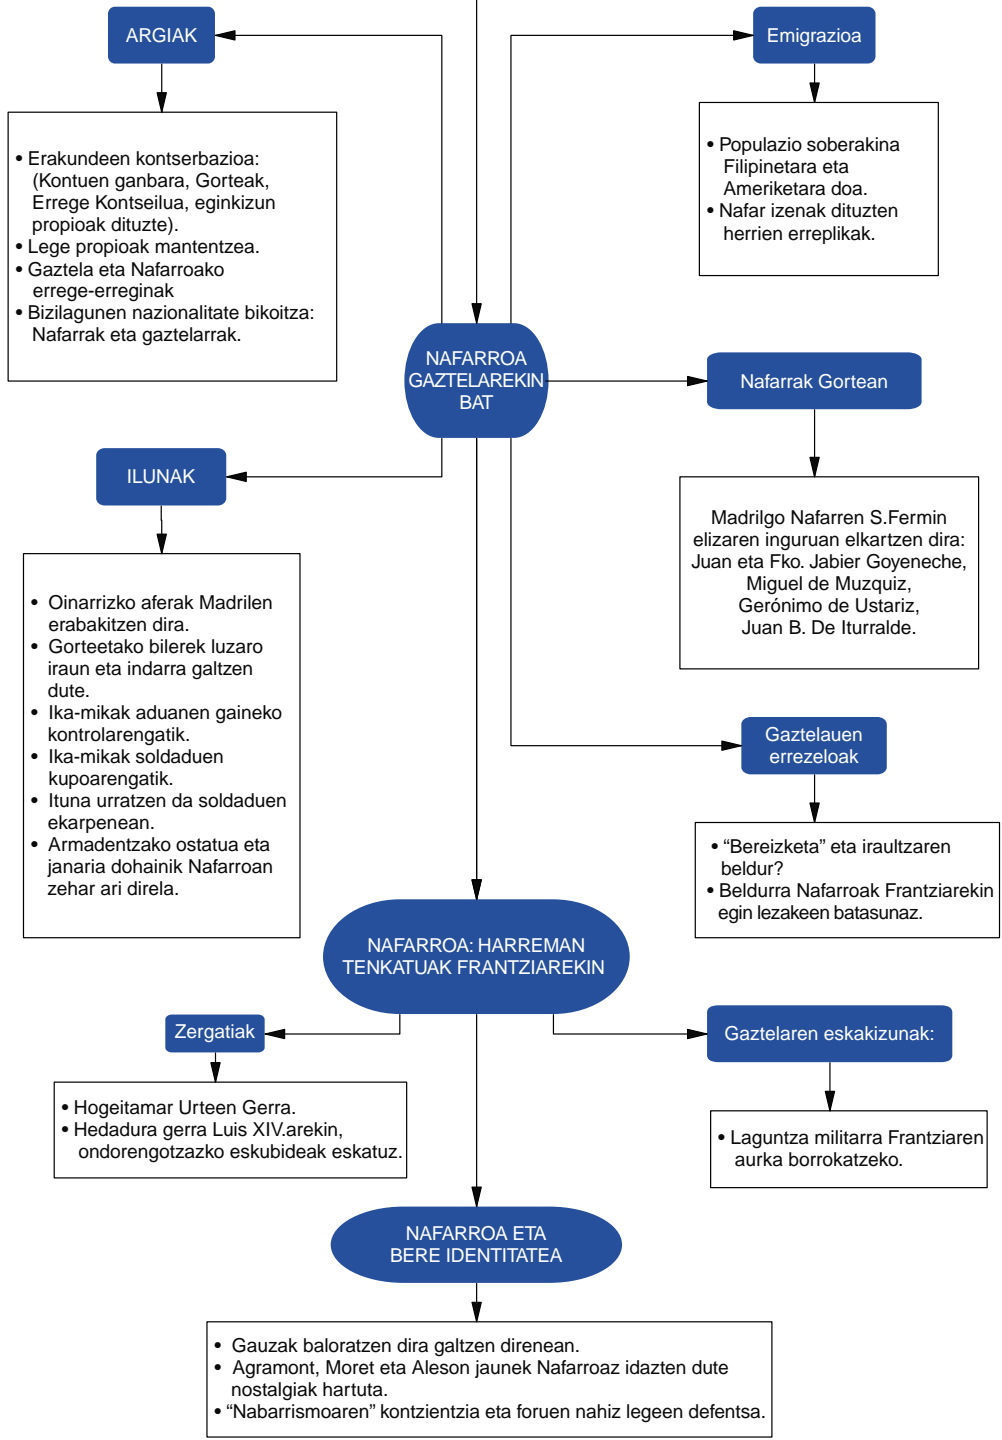 ARGIAK
• Erakundeen kontserbazioa:
(Kontuen ganbara, Gorteak,
Errege Kontseilua, eginkizun
propioak dituzte).
• Lege propioak mantentzea.
• Gaztela eta Nafarroako
errege-erreginak
• Bizilagunen nazionalitate bikoitza:
Nafarrak eta gaztelarrak.
Emigrazioa
• Populazio soberakina
Filipinetara eta
Ameriketara doa.
• Nafar izenak dituzten
herrien erreplikak.
NAFARROA
GAZTELAREKIN
BAT
Nafarrak Gortean
Madrilgo Nafarren S.Fermin
elizaren inguruan elkartzen dira:
Juan eta Fko. Jabier Goyeneche,
Miguel de Muzquiz,
Gerónimo de Ustariz,
Juan B. De Iturralde.
ILUNAK
• Oinarrizko aferak Madrilen
erabakitzen dira.
• Gorteetako bilerek luzaro
iraun eta indarra galtzen
dute.
• Ika-mikak aduanen gaineko
kontrolarengatik.
• Ika-mikak soldaduen
kupoarengatik.
• Ituna urratzen da soldaduen
ekarpenean.
• Armadentzako ostatua eta
janaria dohainik Nafarroan
zehar ari direla.
Gaztelauen
errezeloak
• “Bereizketa” eta iraultzaren
beldur?
• Beldurra Nafarroak Frantziarekin
egin lezakeen batasunaz.
NAFARROA: HARREMAN
TENKATUAK FRANTZIAREKIN
Zergatiak
• Hogeitamar Urteen Gerra.
• Hedadura gerra Luis XIV.arekin,
ondorengotzazko eskubideak eskatuz.
Gaztelaren eskakizunak:
• Laguntza militarra Frantziaren
aurka borrokatzeko.
NAFARROA ETA
BERE IDENTITATEA
• Gauzak baloratzen dira galtzen direnean.
• Agramont, Moret eta Aleson jaunek Nafarroaz idazten dute
nostalgiak hartuta.
• “Nabarrismoaren” kontzientzia eta foruen nahiz legeen defentsa.